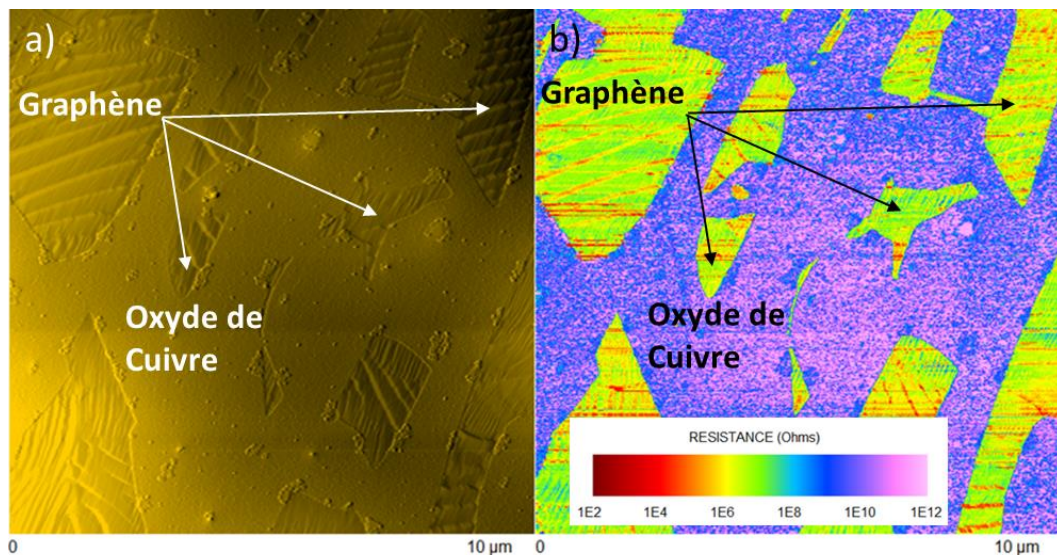 a)
Graphène
Oxyde de
Cuivre
0
10 µm
b)
Graphène
Oxyde de
Cuivre
RESISTANCE (Ohms)
1E2 1E4 1E6 1E8 1E10 1E12
0
10 µm